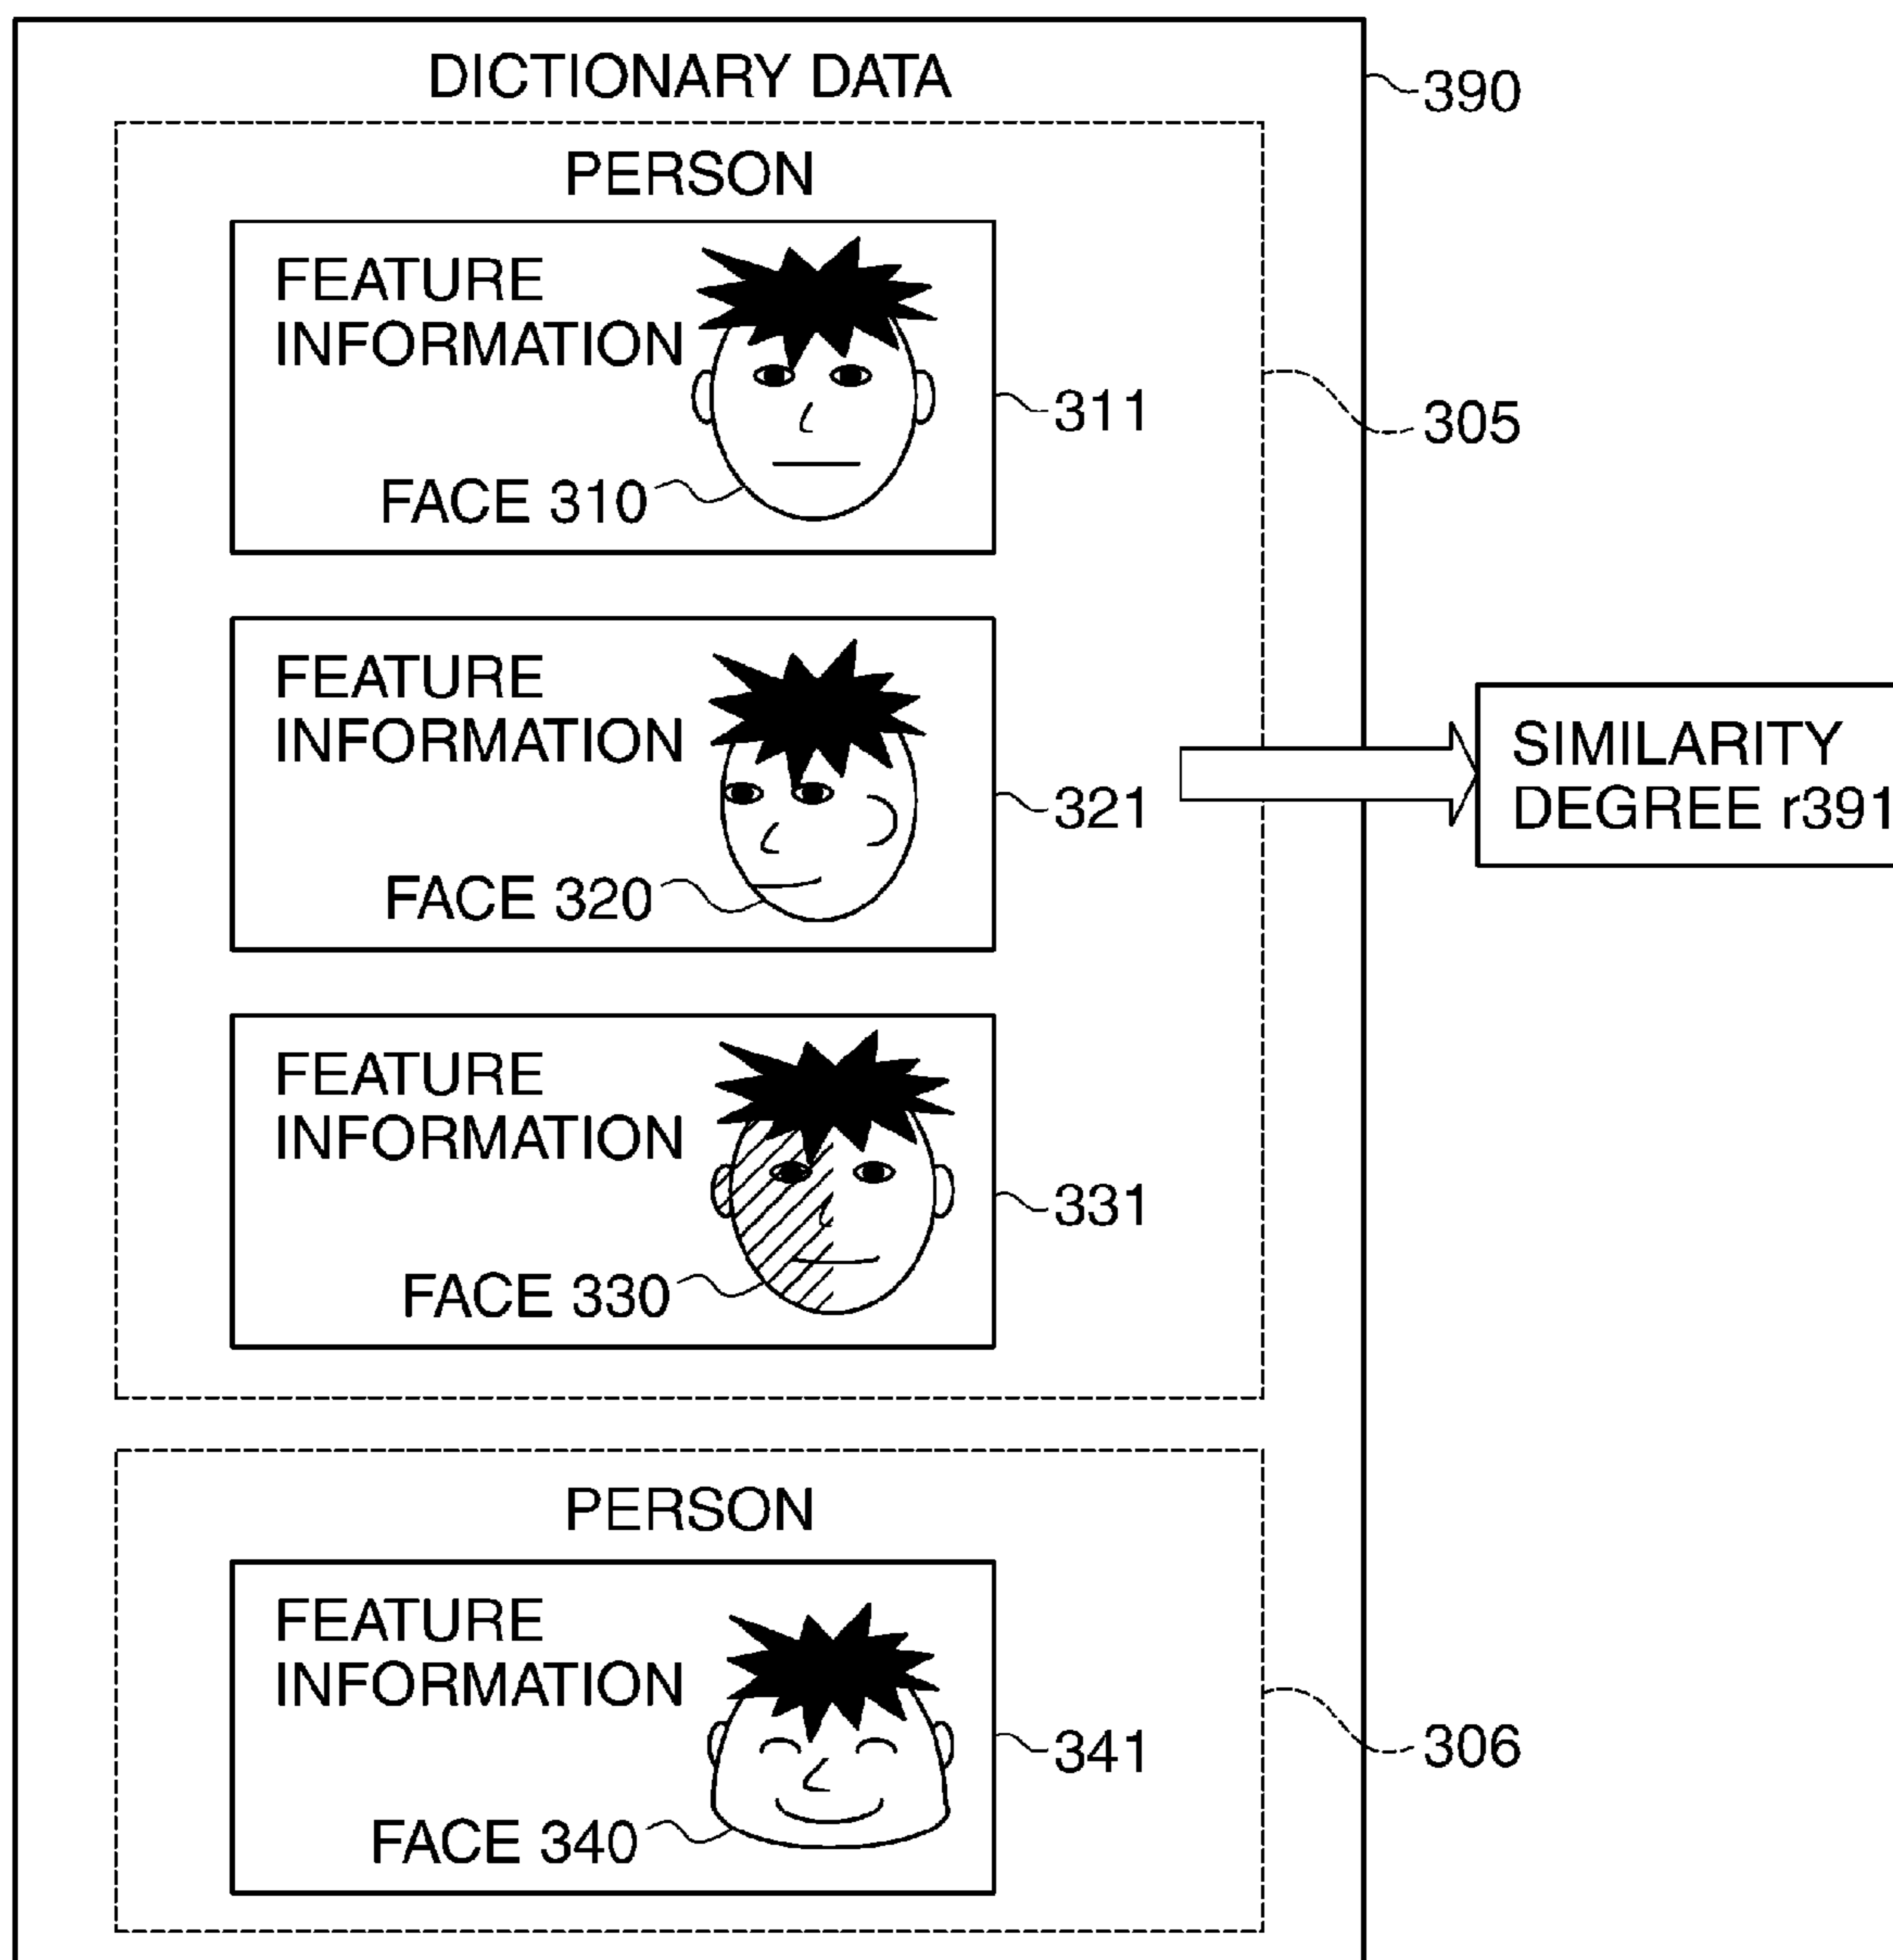 DICTIONARY DATA
390
PERSON
FEATURE
INFORMATION
FACE 310
311
305
FEATURE
INFORMATION
FACE 320
321
SIMILARITY
DEGREE r391
FEATURE
INFORMATION
FACE 330
331
PERSON
FEATURE
INFORMATION
FACE 340
341
306